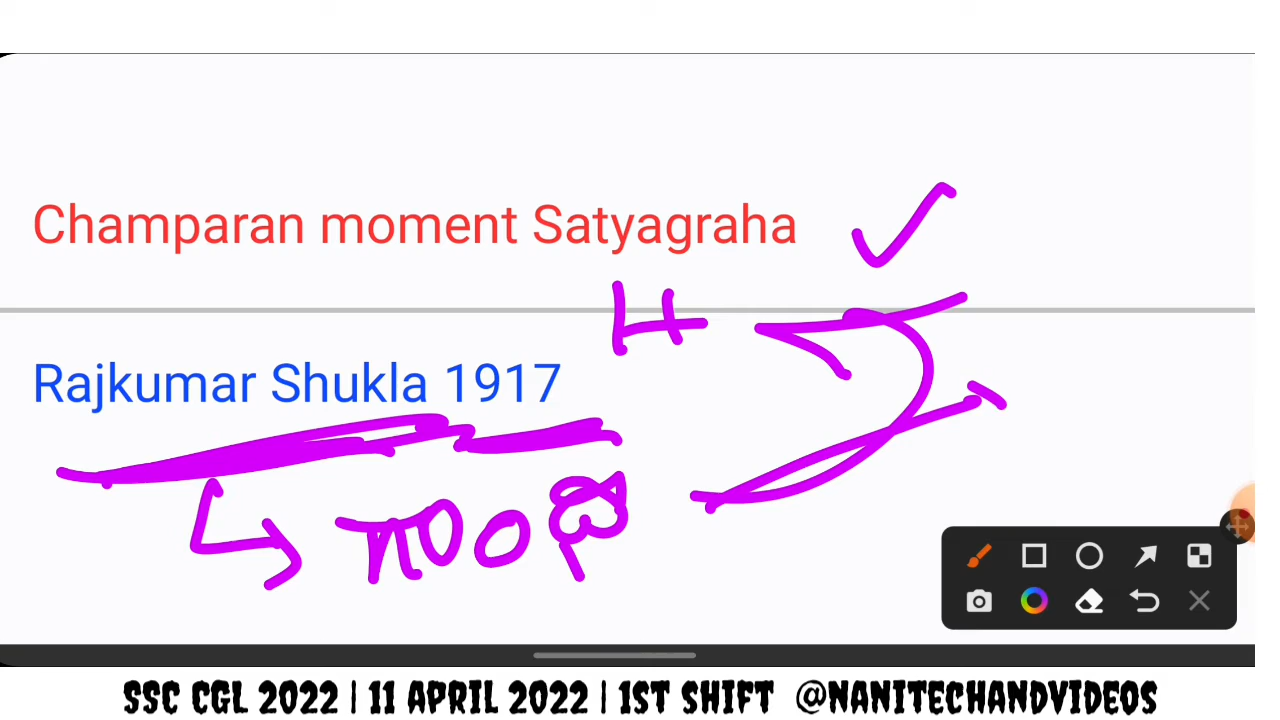 Champaran moment Satyagraha
Rajkumar Shukla 1917
SSC CGL 2022 | 11 APRIL 2022 | 1ST SHIFT @NANITECHANDVIDEOS